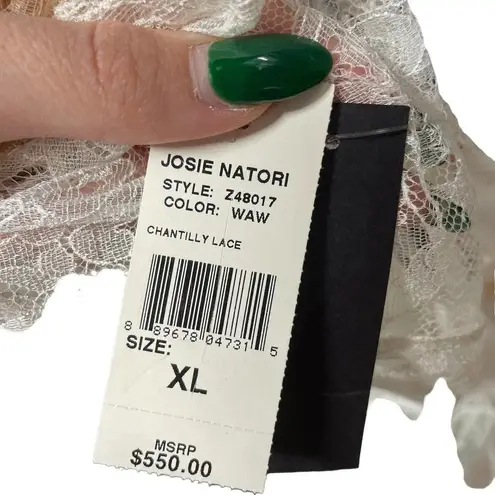 JOSIE NATORI
STYLE: Z48017
COLOR: WAW
CHANTILLY LACE
8 89678 04731 5
SIZE:
XL
MSRP
$550.00